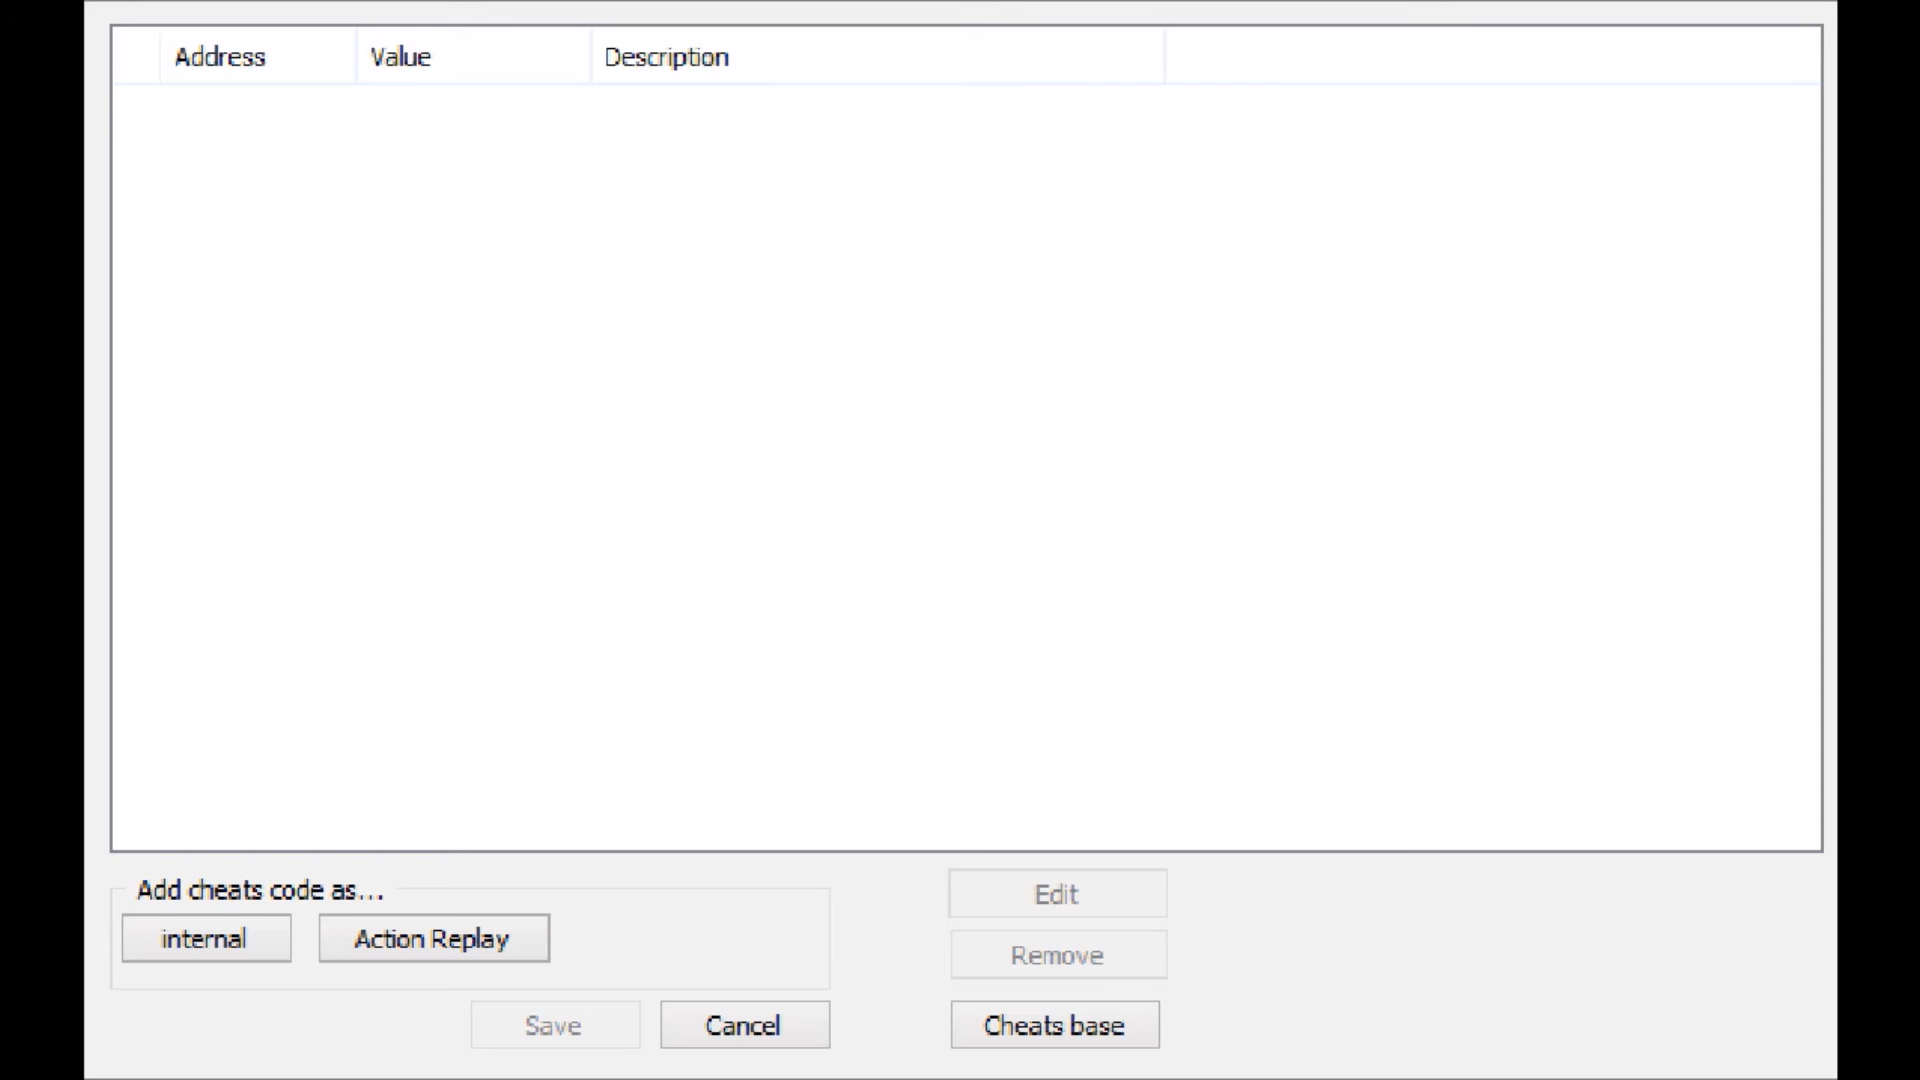 Address Value Description
Add cheats code as...
internal Action Replay
Edit
Remove
Save Cancel Cheats base